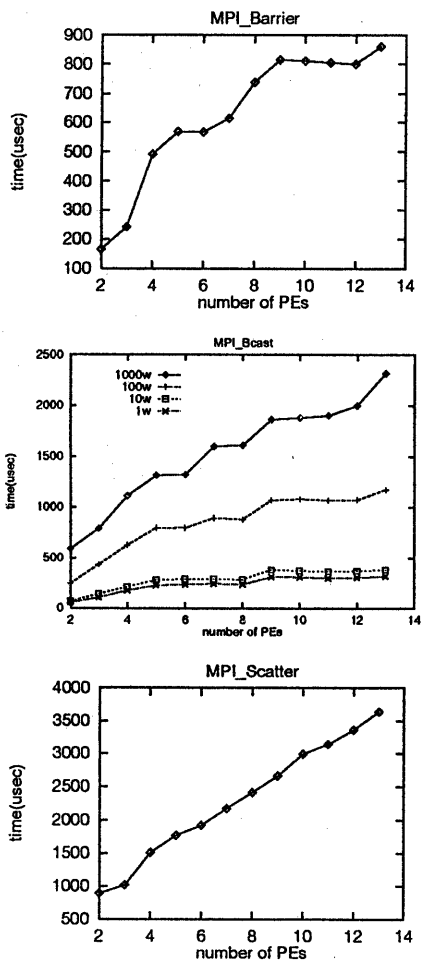 MPI_Barrier
900
800
700
600
500
400
300
200
100
time(usec)
2 4 6 8 10 12 14
number of PEs
MPI_Bcast
2500
2000
1500
1000
500
0
time(usec)
1000w
100w
10w
1w
2 4 6 8 10 12 14
number of PEs
MPI_Scatter
4000
3500
3000
2500
2000
1500
1000
500
time(usec)
2 4 6 8 10 12 14
number of PEs